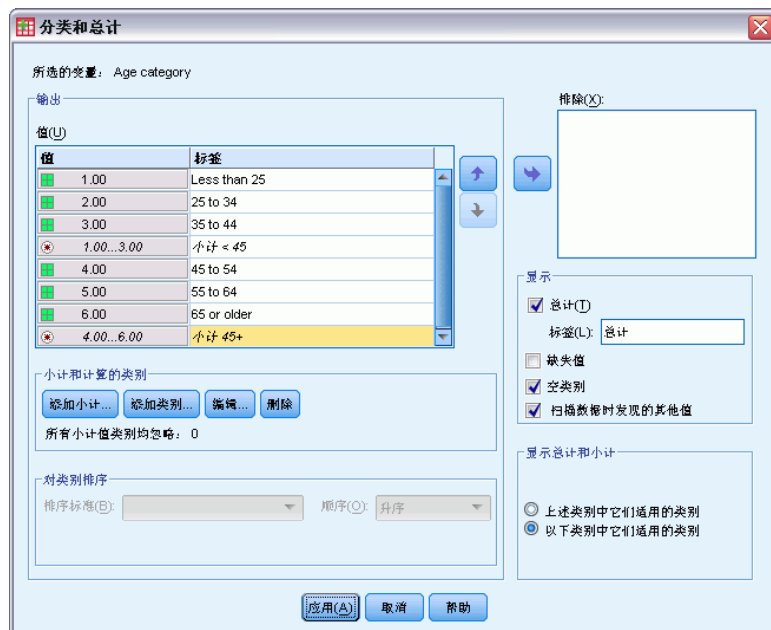 分类和总计
所选的变量: Age category
输出
值(U)
值 标签
1.00 Less than 25
2.00 25 to 34
3.00 35 to 44
1.00...3.00 小计 < 45
4.00 45 to 54
5.00 55 to 64
6.00 65 or older
4.00...6.00 小计 45+
小计和计算的类别
添加小计... 添加类别... 编辑... 删除
所有小计值类别均忽略: 0
对类别排序
排序标准(B): 顺序(O): 升序
排除(X):
显示
总计(T)
标签(L): 总计
缺失值
空类别
扫描数据时发现的其他值
显示总计和小计
上述类别中它们适用的类别
以下类别中它们适用的类别
应用(A) 取消 帮助